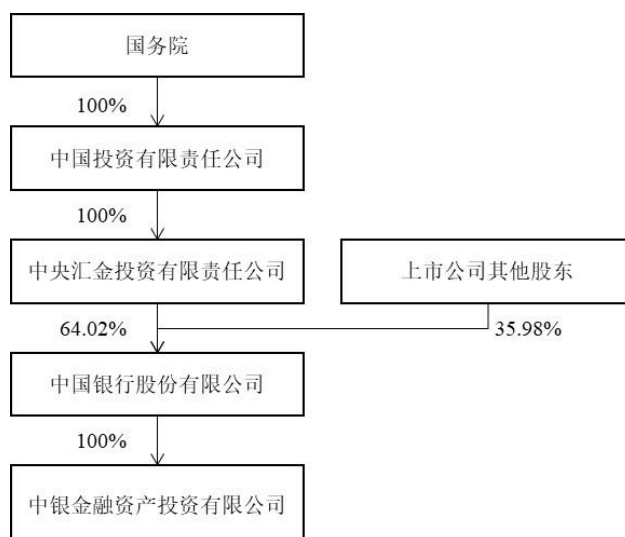 国务院
100%
中国投资有限责任公司
100%
中央汇金投资有限责任公司
上市公司其他股东
64.02%
35.98%
中国银行股份有限公司
100%
中银金融资产投资有限公司